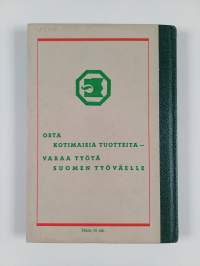 OSTA
KOTIMAISIA TUOTTEITA —
VARAA TYÖTÄ
SUOMEN TYÖVÄELLE